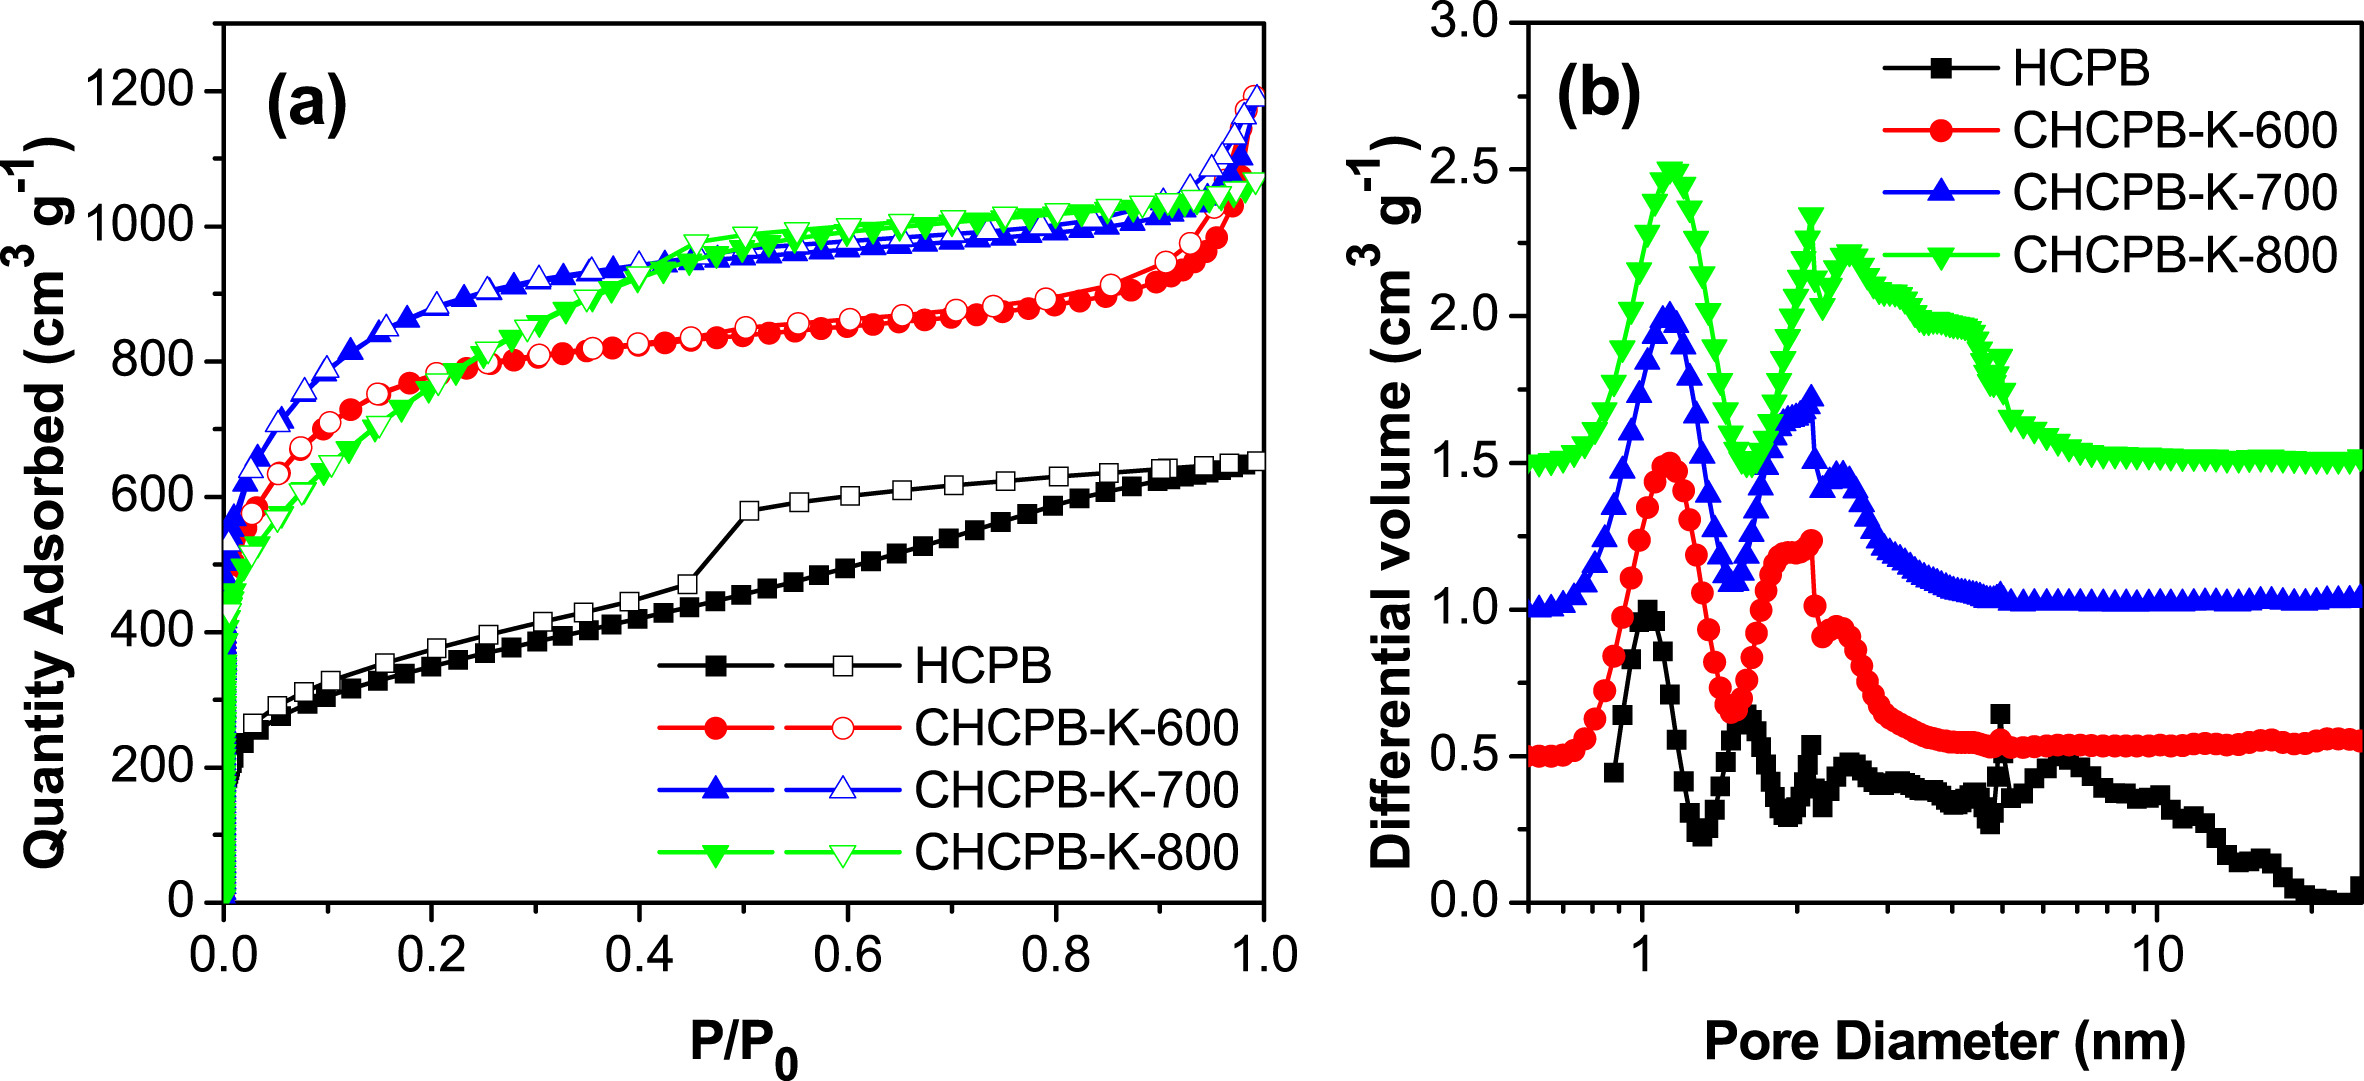 (a)
Quantity Adsorbed (cm³ g⁻¹)
1200
1000
800
600
400
200
0
0.0 0.2 0.4 0.6 0.8 1.0
P/P₀
HCPB
CHCPB-K-600
CHCPB-K-700
CHCPB-K-800
(b)
Differential volume (cm³ g⁻¹)
3.0
2.5
2.0
1.5
1.0
0.5
0.0
1 10
Pore Diameter (nm)
HCPB
CHCPB-K-600
CHCPB-K-700
CHCPB-K-800